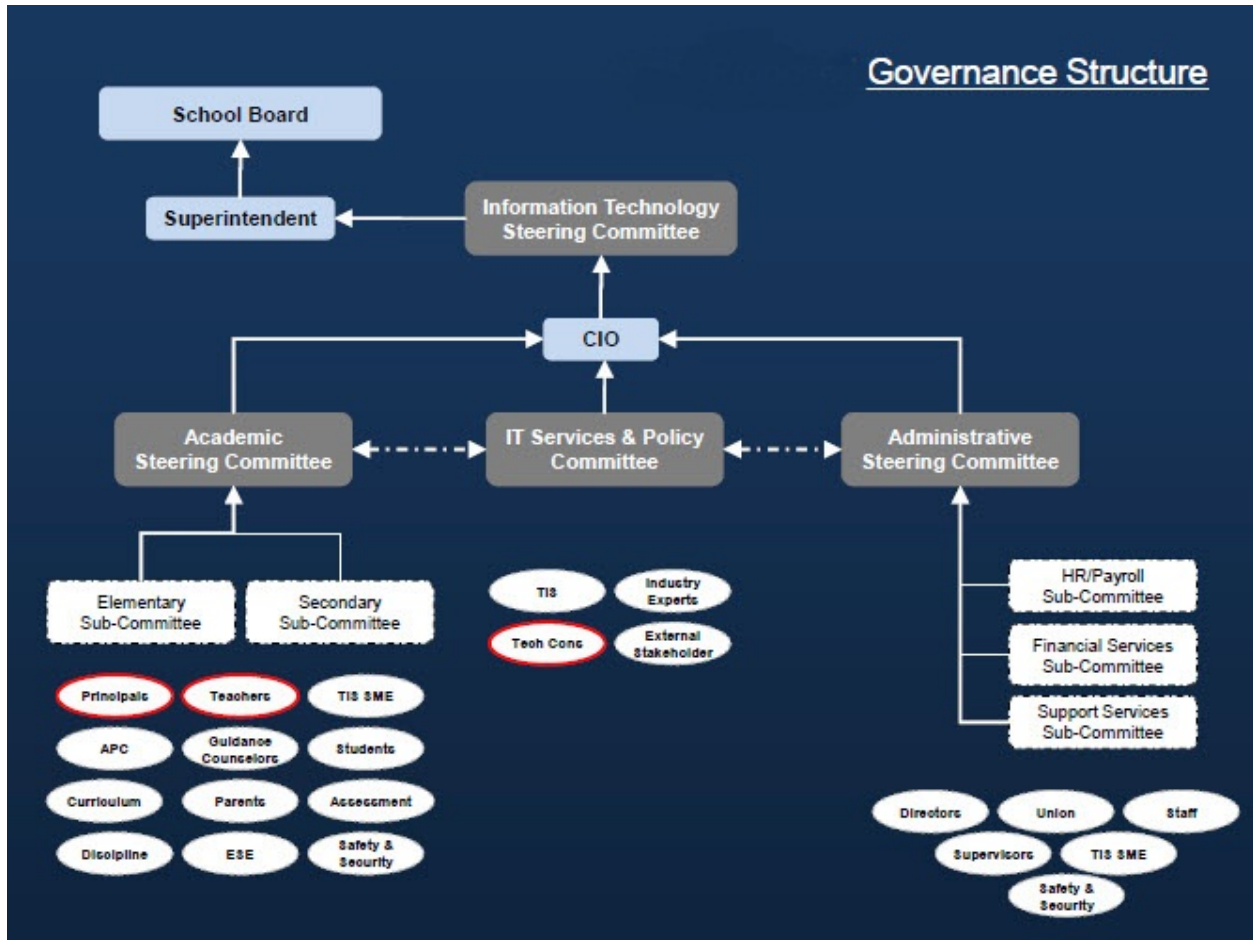 Governance Structure
School Board
Superintendent
Information Technology
Steering Committee
CIO
Academic
Steering Committee
IT Services & Policy
Committee
Administrative
Steering Committee
Elementary
Sub-Committee
Secondary
Sub-Committee
TIS
Industry
Experts
Tech Cons
External
Stakeholder
HR/Payroll
Sub-Committee
Financial Services
Sub-Committee
Support Services
Sub-Committee
Principals
Teachers
TIS SME
APC
Guidance
Counselors
Students
Curriculum
Parents
Assessment
Discipline
ESE
Safety &
Security
Directors
Union
Staff
Supervisors
TIS SME
Safety &
Security